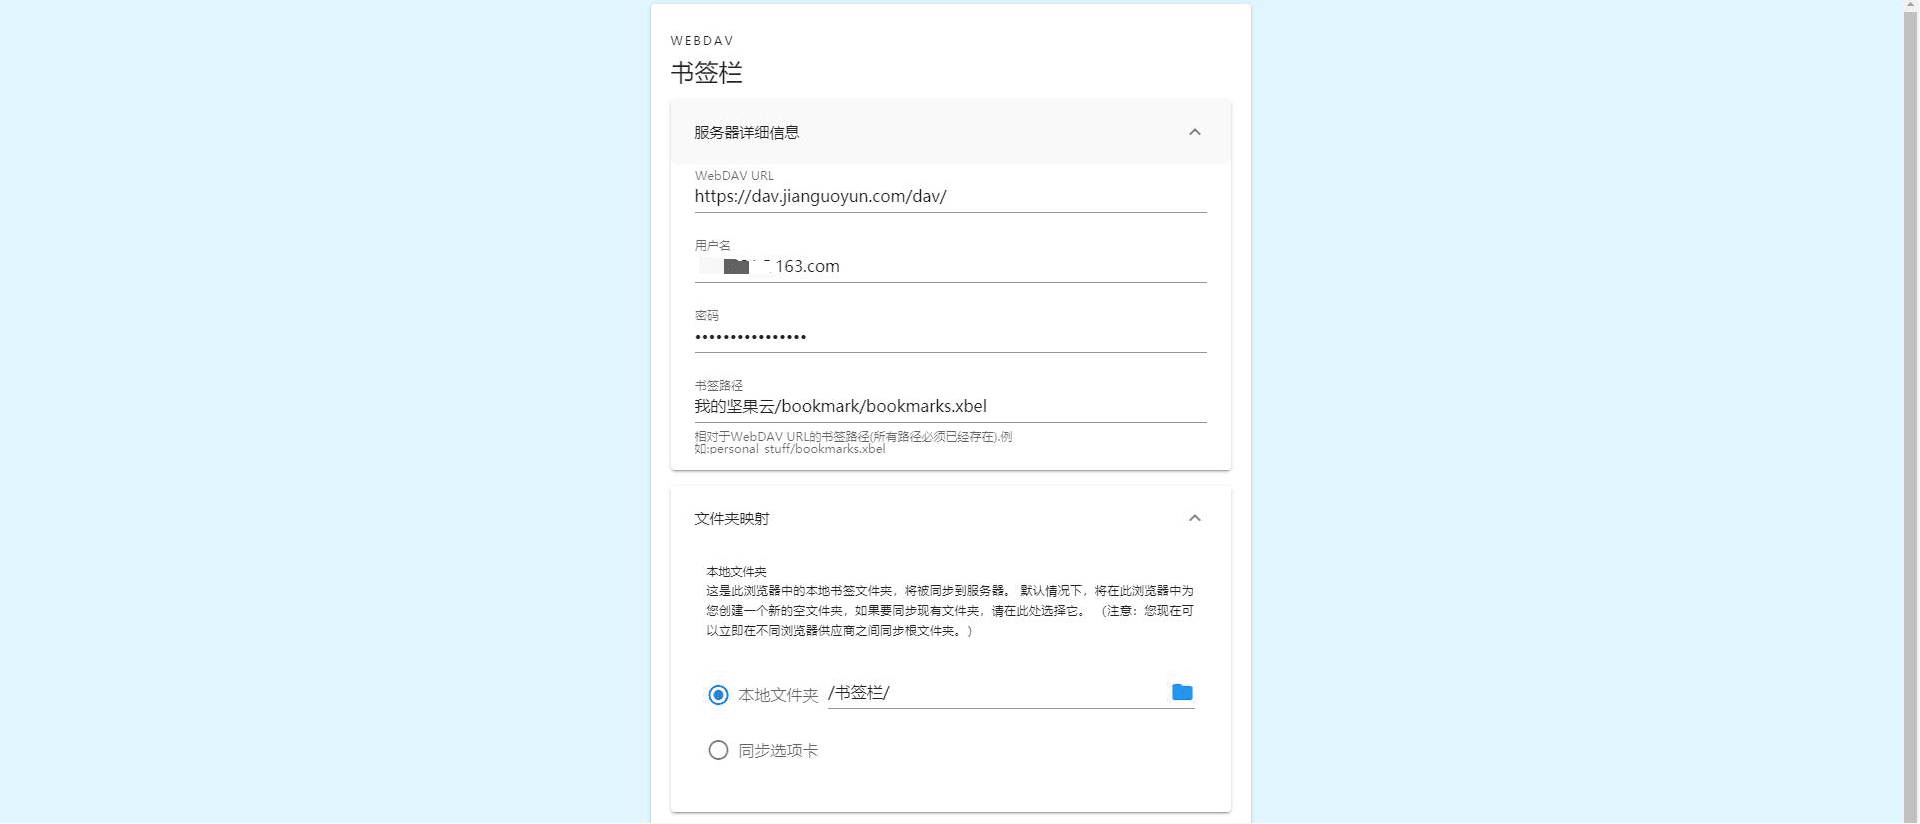 WEBDAV
书签栏
服务器详细信息
WebDAV URL
https://dav.jianguoyun.com/dav/
用户名
163.com
密码
••••••••••••••••
书签路径
我的坚果云/bookmark/bookmarks.xbel
相对于WebDAV URL的书签路径(所有路径必须已经存在).例
如:personal_stuff/bookmarks.xbel
文件夹映射
本地文件夹
这是此浏览器中的本地书签文件夹，将被同步到服务器。 默认情况下，将在此浏览器中为
您创建一个新的空文件夹，如果要同步现有文件夹，请在此处选择它。 （注意：您现在可
以立即在不同浏览器供应商之间同步根文件夹。）
本地文件夹 /书签栏/
同步选项卡